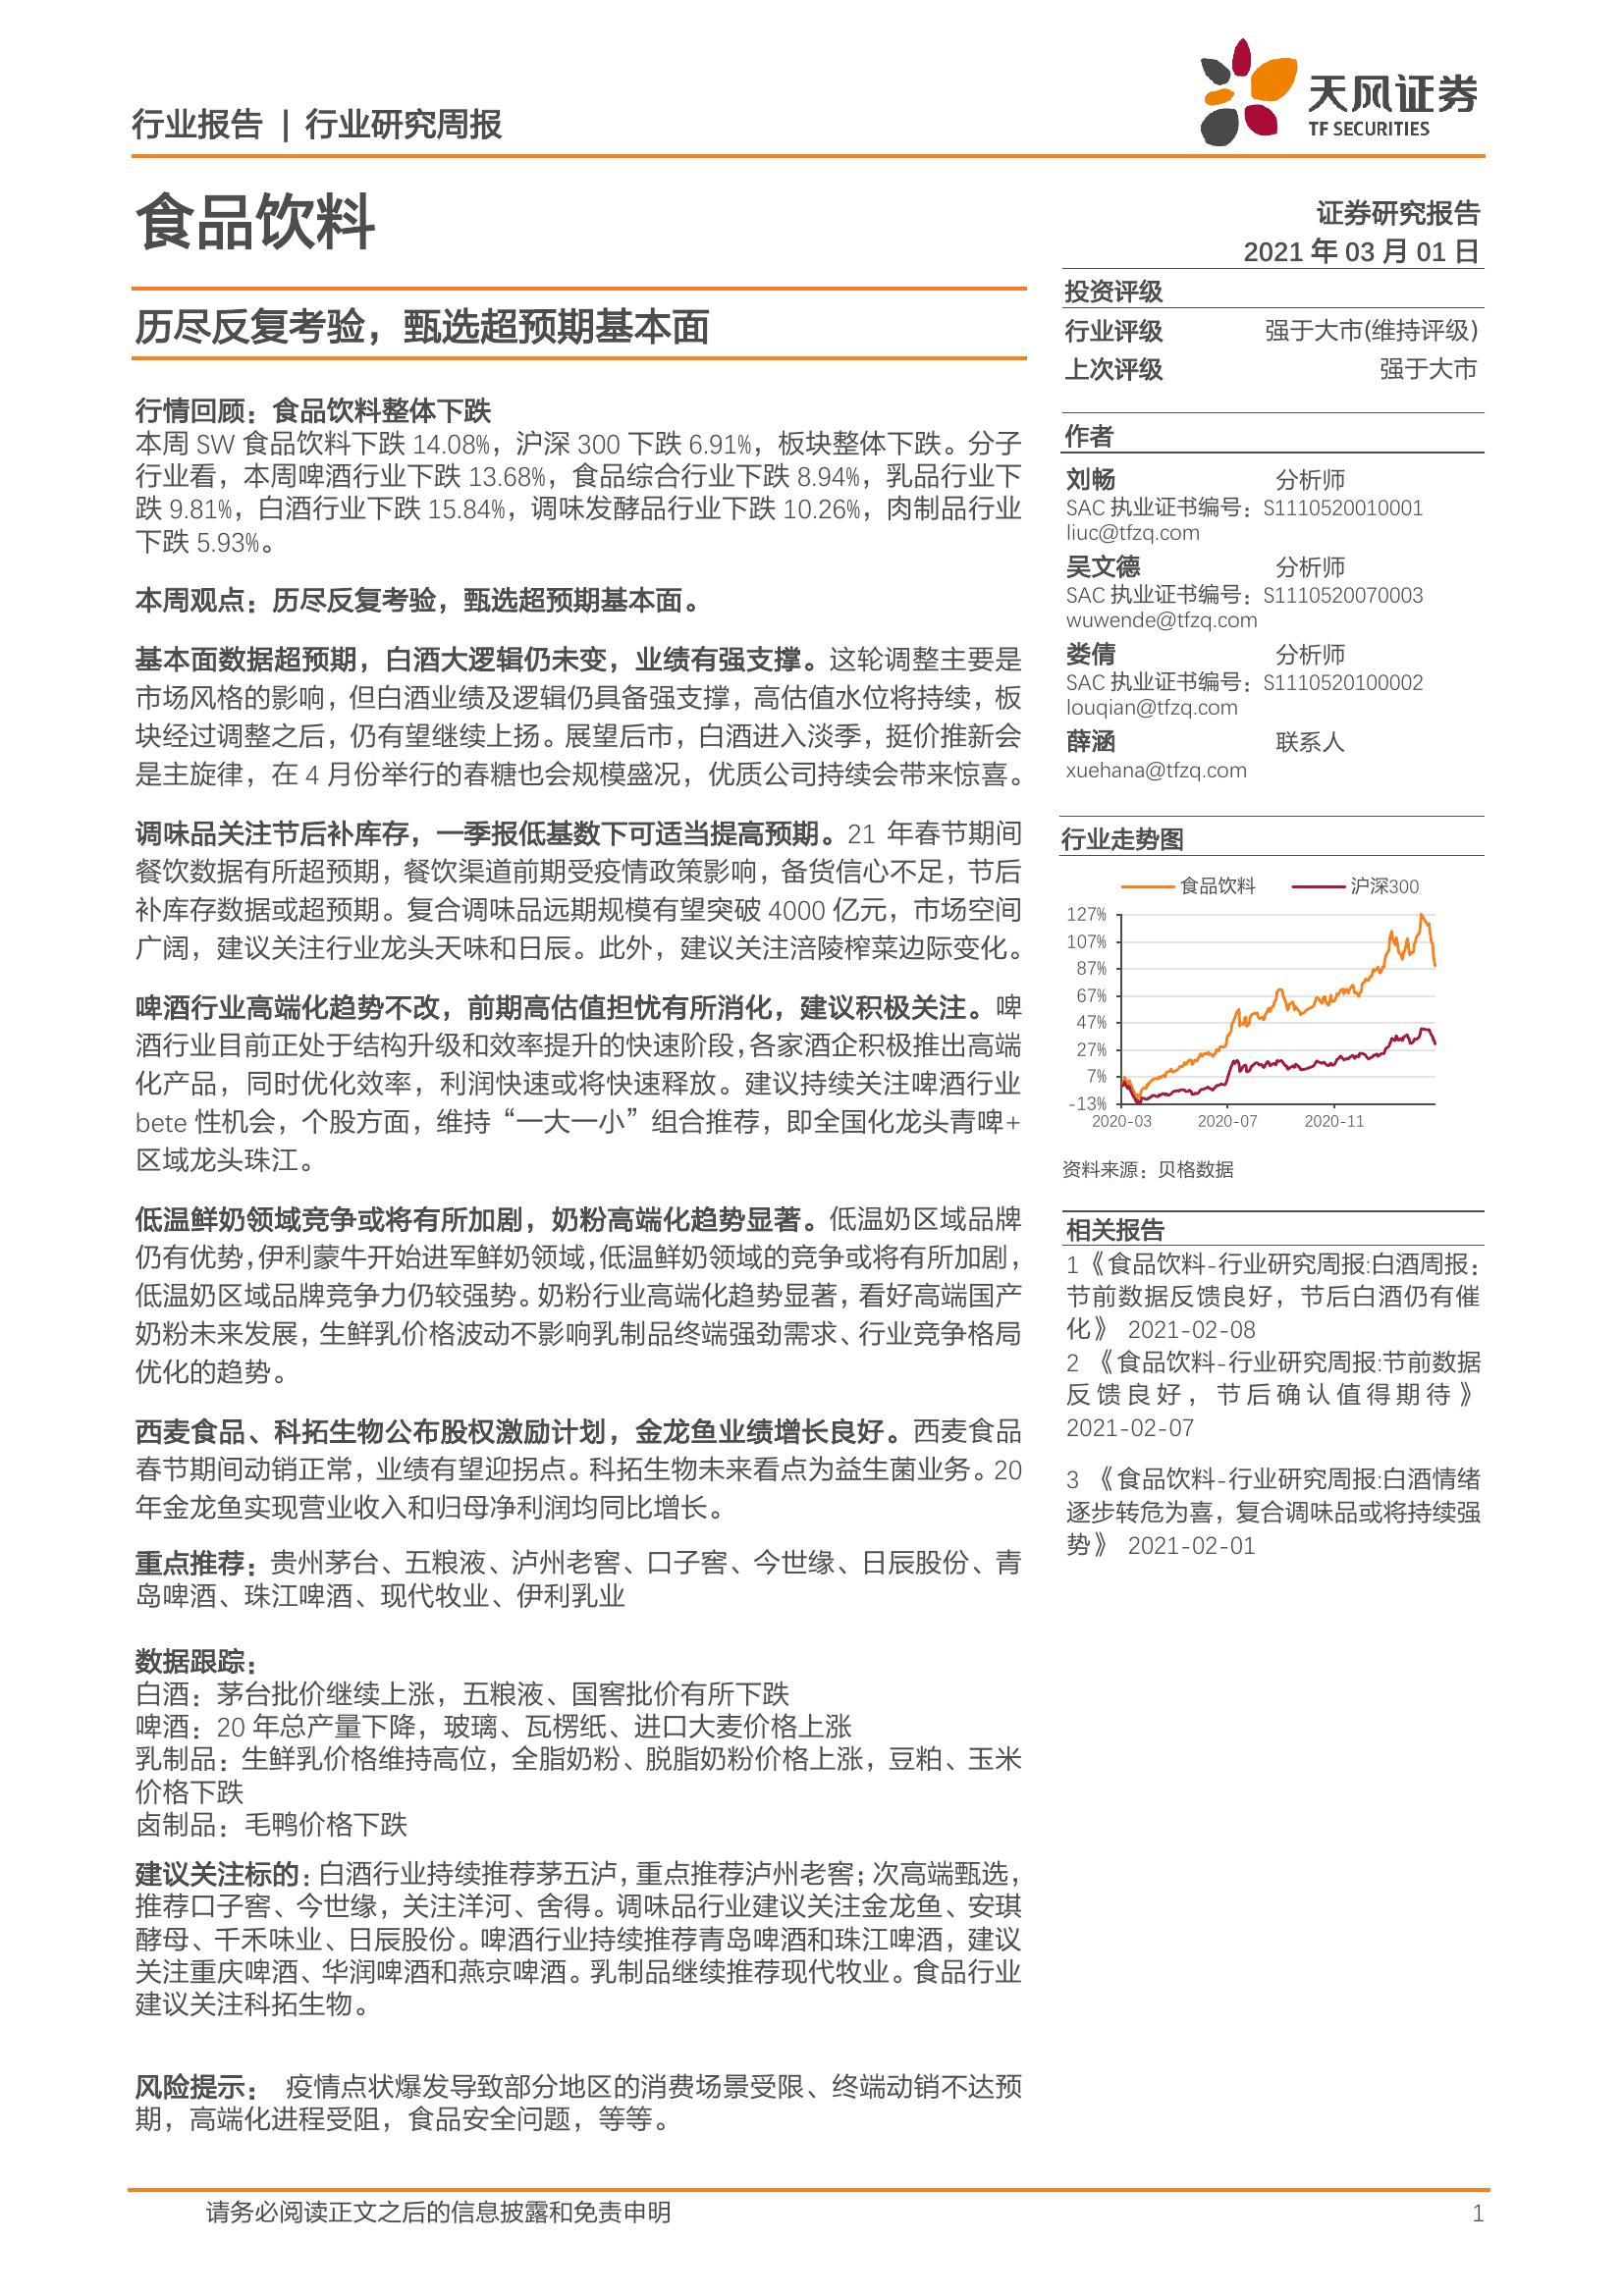 行业报告 | 行业研究周报
天风证券
TF SECURITIES
食品饮料
证券研究报告
2021 年 03 月 01 日
历尽反复考验，甄选超预期基本面
行情回顾：食品饮料整体下跌
本周 SW 食品饮料下跌 14.08%，沪深 300 下跌 6.91%，板块整体下跌。分子
行业看，本周啤酒行业下跌 13.68%，食品综合行业下跌 8.94%，乳品行业下
跌 9.81%，白酒行业下跌 15.84%，调味发酵品行业下跌 10.26%，肉制品行业
下跌 5.93%。
本周观点：历尽反复考验，甄选超预期基本面。
基本面数据超预期，白酒大逻辑仍未变，业绩有强支撑。这轮调整主要是
市场风格的影响，但白酒业绩及逻辑仍具备强支撑，高估值水位将持续，板
块经过调整之后，仍有望继续上扬。展望后市，白酒进入淡季，挺价推新会
是主旋律，在 4 月份举行的春糖也会规模盛况，优质公司持续会带来惊喜。
调味品关注节后补库存，一季报低基数下可适当提高预期。21 年春节期间
餐饮数据有所超预期，餐饮渠道前期受疫情政策影响，备货信心不足，节后
补库存数据或超预期。复合调味品远期规模有望突破 4000 亿元，市场空间
广阔，建议关注行业龙头天味和日辰。此外，建议关注涪陵榨菜边际变化。
啤酒行业高端化趋势不改，前期高估值担忧有所消化，建议积极关注。啤
酒行业目前正处于结构升级和效率提升的快速阶段，各家酒企积极推出高端
化产品，同时优化效率，利润快速或将快速释放。建议持续关注啤酒行业
bete 性机会，个股方面，维持“一大一小”组合推荐，即全国化龙头青啤+
区域龙头珠江。
低温鲜奶领域竞争或将有所加剧，奶粉高端化趋势显著。低温奶区域品牌
仍有优势，伊利蒙牛开始进军鲜奶领域，低温鲜奶领域的竞争或将有所加剧，
低温奶区域品牌竞争力仍较强势。奶粉行业高端化趋势显著，看好高端国产
奶粉未来发展，生鲜乳价格波动不影响乳制品终端强劲需求、行业竞争格局
优化的趋势。
西麦食品、科拓生物公布股权激励计划，金龙鱼业绩增长良好。西麦食品
春节期间动销正常，业绩有望迎拐点。科拓生物未来看点为益生菌业务。20
年金龙鱼实现营业收入和归母净利润均同比增长。
重点推荐：贵州茅台、五粮液、泸州老窖、口子窖、今世缘、日辰股份、青
岛啤酒、珠江啤酒、现代牧业、伊利乳业
数据跟踪：
白酒：茅台批价继续上涨，五粮液、国窖批价有所下跌
啤酒：20 年总产量下降，玻璃、瓦楞纸、进口大麦价格上涨
乳制品：生鲜乳价格维持高位，全脂奶粉、脱脂奶粉价格上涨，豆粕、玉米
价格下跌
卤制品：毛鸭价格下跌
建议关注标的：白酒行业持续推荐茅五泸，重点推荐泸州老窖；次高端甄选，
推荐口子窖、今世缘，关注洋河、舍得。调味品行业建议关注金龙鱼、安琪
酵母、千禾味业、日辰股份。啤酒行业持续推荐青岛啤酒和珠江啤酒，建议
关注重庆啤酒、华润啤酒和燕京啤酒。乳制品继续推荐现代牧业。食品行业
建议关注科拓生物。
风险提示： 疫情点状爆发导致部分地区的消费场景受限、终端动销不达预
期，高端化进程受阻，食品安全问题，等等。
投资评级
行业评级 强于大市(维持评级)
上次评级 强于大市
作者
刘畅 分析师
SAC 执业证书编号：S1110520010001
liuc@tfzq.com
吴文德 分析师
SAC 执业证书编号：S1110520070003
wuwende@tfzq.com
娄倩 分析师
SAC 执业证书编号：S1110520100002
louqian@tfzq.com
薛涵 联系人
xuehana@tfzq.com
行业走势图
食品饮料 沪深300
127%
107%
87%
67%
47%
27%
7%
-13%
2020-03 2020-07 2020-11
资料来源：贝格数据
相关报告
1《食品饮料-行业研究周报:白酒周报：
节前数据反馈良好，节后白酒仍有催
化》 2021-02-08
2 《食品饮料-行业研究周报:节前数据
反馈良好，节后确认值得期待》
2021-02-07
3 《食品饮料-行业研究周报:白酒情绪
逐步转危为喜，复合调味品或将持续强
势》 2021-02-01
请务必阅读正文之后的信息披露和免责申明 1